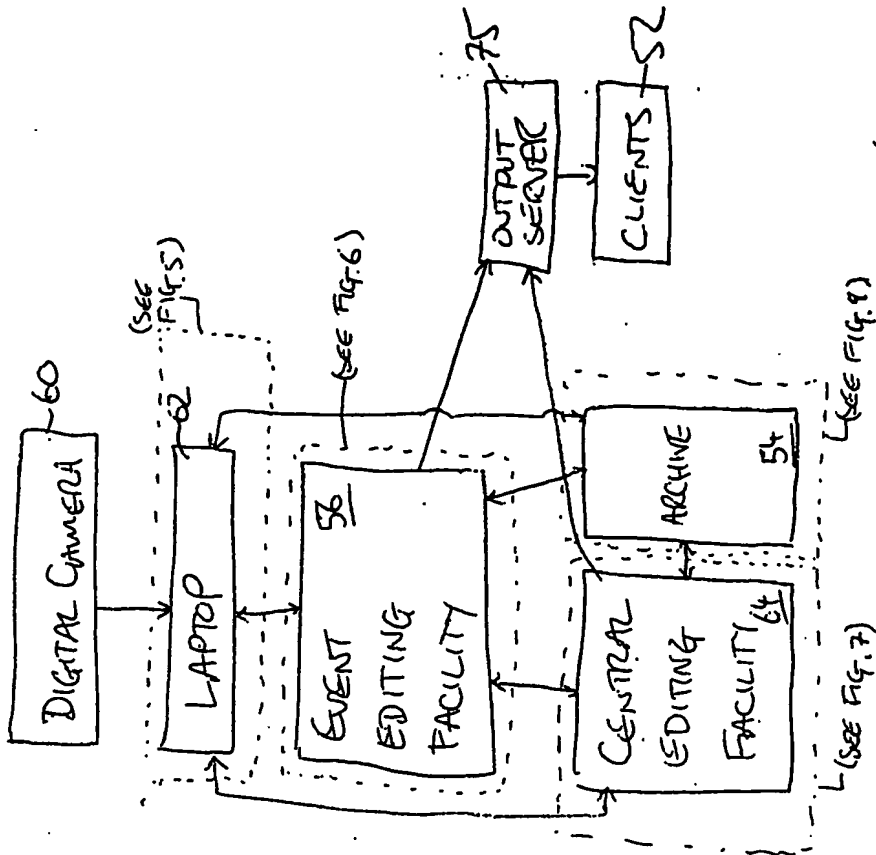 DIGITAL CAMERA
60
(SEE
FIG.5)
LAPTOP
62
(SEE FIG.6)
EVENT
EDITING
FACILITY
56
OUTPUT
SERVER
75
CLIENTS
52
CENTRAL
EDITING
FACILITY
64
ARCHIVE
54
(SEE FIG.7)
(SEE FIG.9)